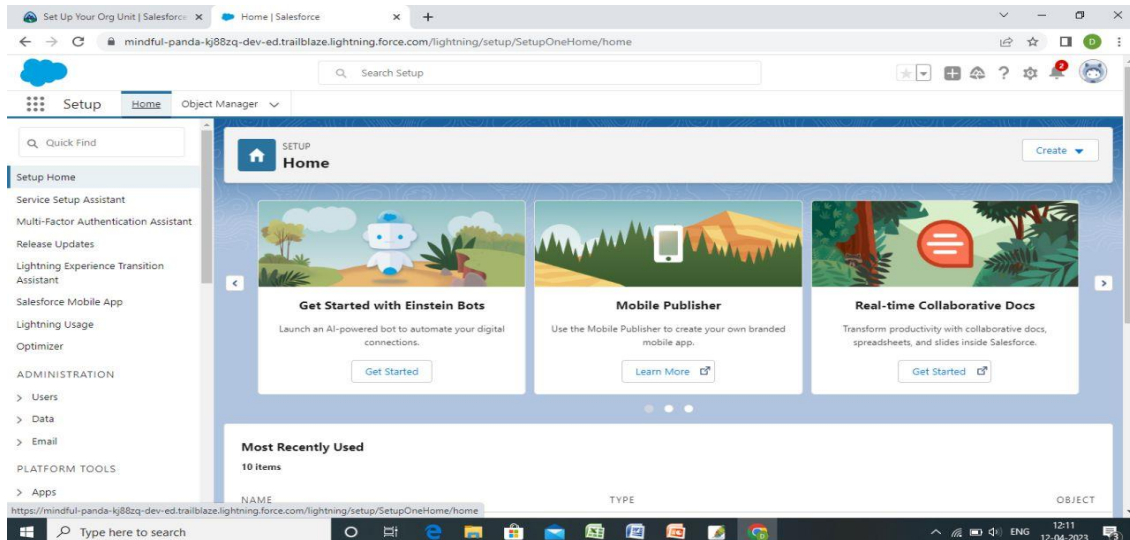 Set Up Your Org Unit | Salesforce
Home | Salesforce
mindful-panda-kj88zq-dev-ed.trailblaze.lightning.force.com/lightning/setup/SetupOneHome/home
D
Search Setup
2
Setup
Home
Object Manager
Quick Find
Setup Home
Service Setup Assistant
Multi-Factor Authentication Assistant
Release Updates
Lightning Experience Transition
Assistant
Salesforce Mobile App
Lightning Usage
Optimizer
ADMINISTRATION
Users
Data
Email
PLATFORM TOOLS
Apps
SETUP
Home
Create
Get Started with Einstein Bots
Launch an AI-powered bot to automate your digital
connections.
Get Started
Mobile Publisher
Use the Mobile Publisher to create your own branded
mobile app.
Learn More
Real-time Collaborative Docs
Transform productivity with collaborative docs,
spreadsheets, and slides inside Salesforce.
Get Started
Most Recently Used
10 items
NAME TYPE OBJECT
https://mindful-panda-kj88zq-dev-ed.trailblaze.lightning.force.com/lightning/setup/SetupOneHome/home
Type here to search
ENG
12:11
12-04-2023
3